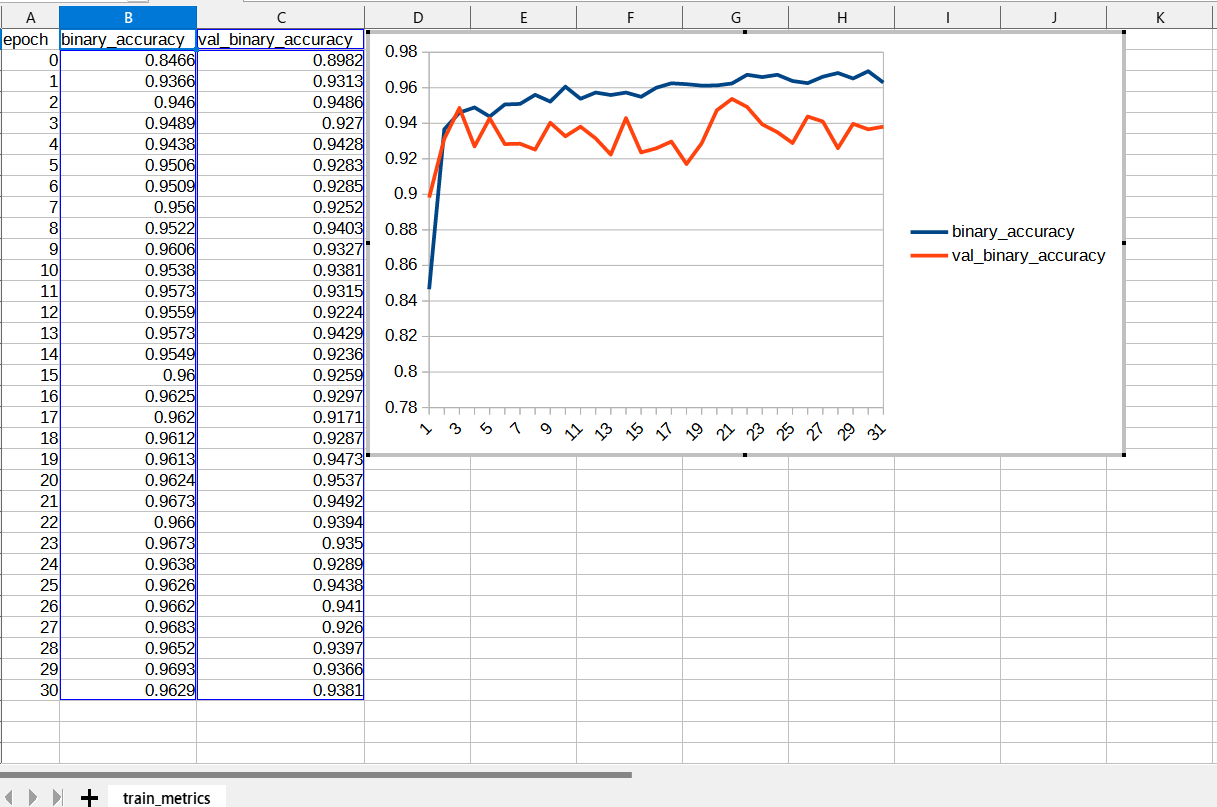 A B C D E F G H I J K
epoch binary_accuracy val_binary_accuracy
0 0.8466 0.8982
1 0.9366 0.9313
2 0.946 0.9486
3 0.9489 0.927
4 0.9438 0.9428
5 0.9506 0.9283
6 0.9509 0.9285
7 0.956 0.9252
8 0.9522 0.9403
9 0.9606 0.9327
10 0.9538 0.9381
11 0.9573 0.9315
12 0.9559 0.9224
13 0.9573 0.9429
14 0.9549 0.9236
15 0.96 0.9259
16 0.9625 0.9297
17 0.962 0.9171
18 0.9612 0.9287
19 0.9613 0.9473
20 0.9624 0.9537
21 0.9673 0.9492
22 0.966 0.9394
23 0.9673 0.935
24 0.9638 0.9289
25 0.9626 0.9438
26 0.9662 0.941
27 0.9683 0.926
28 0.9652 0.9397
29 0.9693 0.9366
30 0.9629 0.9381
0.98
0.96
0.94
0.92
0.9
0.88
0.86
0.84
0.82
0.8
0.78
1 3 5 7 9 11 13 15 17 19 21 23 25 27 29 31
binary_accuracy
val_binary_accuracy
train_metrics